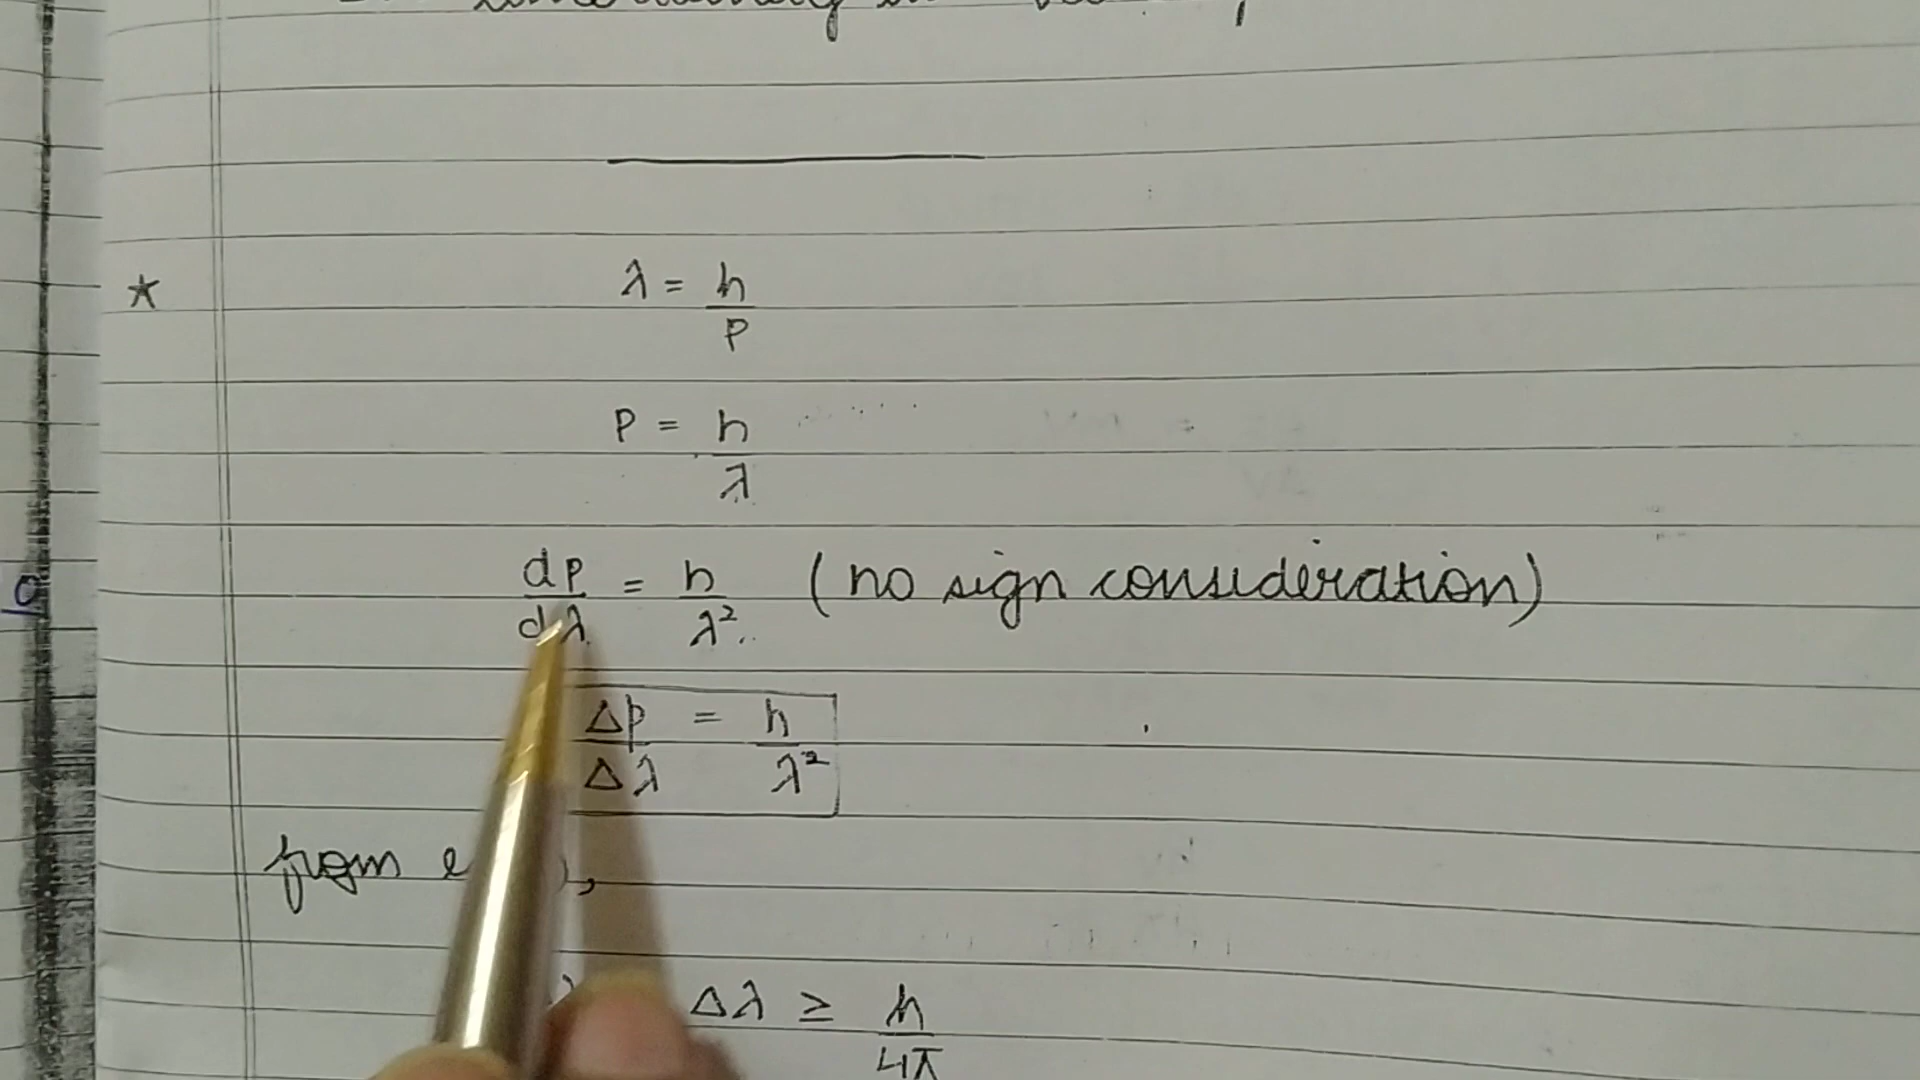 λ = h/p
P = h/λ
dp/dλ = h/λ² (no sign consideration)
Δp/Δλ = h/λ²
from
Δλ ≥ h/4π